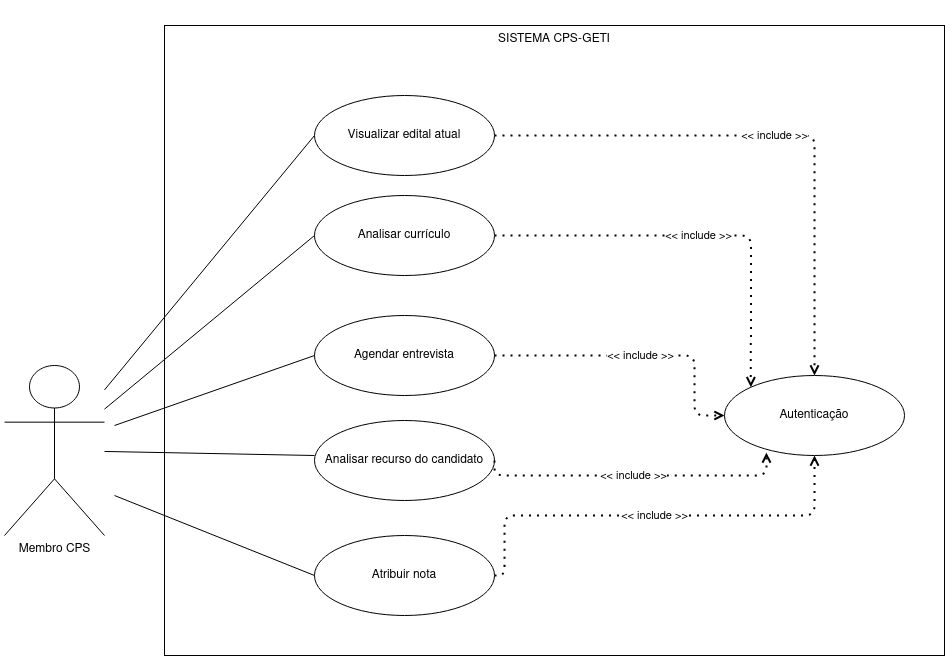 SISTEMA CPS-GETI
Visualizar edital atual
<< include >>
Analisar currículo
<< include >>
Agendar entrevista
<< include >>
Autenticação
Analisar recurso do candidato
<< include >>
<< include >>
Membro CPS
Atribuir nota